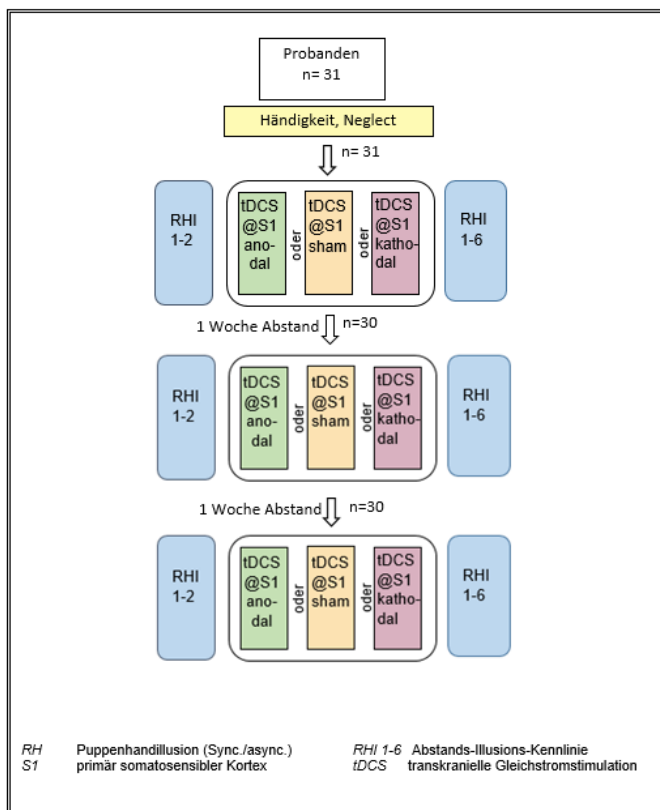 Probanden
n= 31
Händigkeit, Neglect
n= 31
RHI
1-2
tDCS
@S1
ano-
dal
oder
tDCS
@S1
sham
oder
tDCS
@S1
katho-
dal
RHI
1-6
1 Woche Abstand
n=30
RHI
1-2
tDCS
@S1
ano-
dal
oder
tDCS
@S1
sham
oder
tDCS
@S1
katho-
dal
RHI
1-6
1 Woche Abstand
n=30
RHI
1-2
tDCS
@S1
ano-
dal
oder
tDCS
@S1
sham
oder
tDCS
@S1
katho-
dal
RHI
1-6
RH Puppenhandillusion (Sync./async.) RHI 1-6 Abstands-Illusions-Kennlinie
S1 primär somatosensibler Kortex tDCS transkranielle Gleichstromstimulation